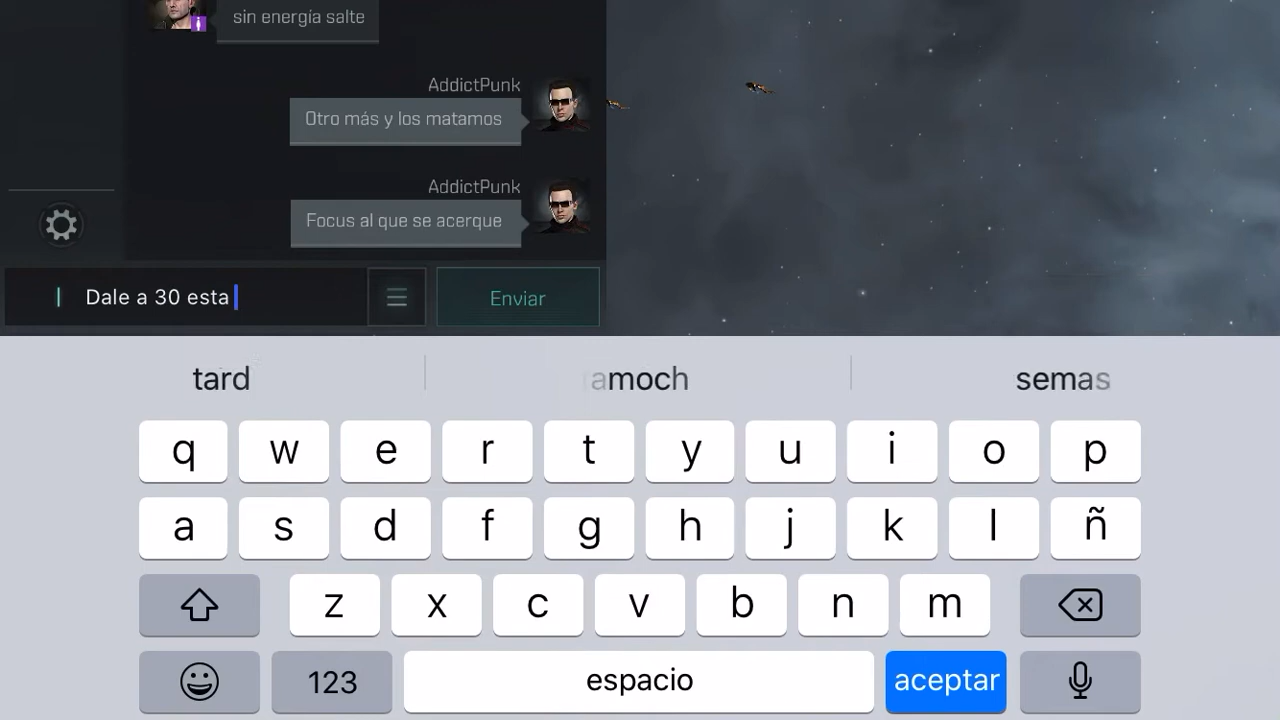 sin energía salte
AddictPunk
Otro más y los matamos
AddictPunk
Focus al que se acerque
Dale a 30 esta
Enviar
tard
amoch
semas
q w e r t y u i o p
a s d f g h j k l ñ
z x c v b n m
123
espacio
aceptar